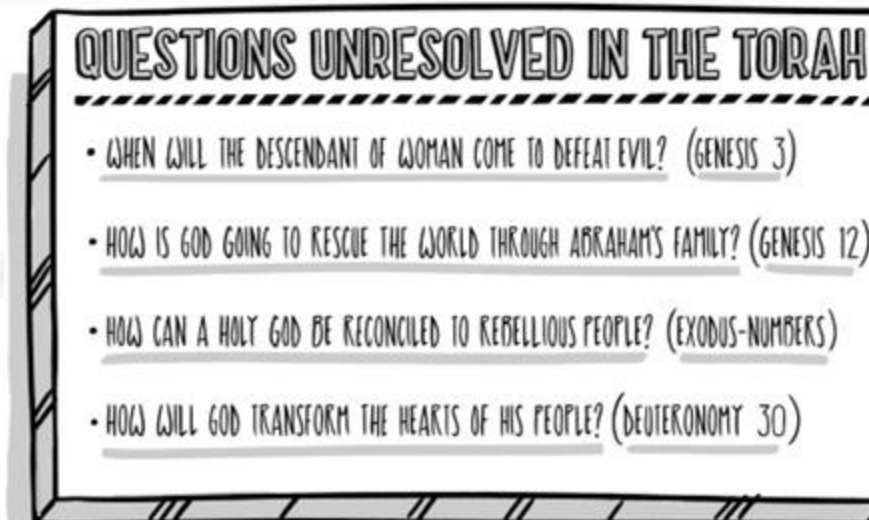 QUESTIONS UNRESOLVED IN THE TORAH
• WHEN WILL THE DESCENDANT OF WOMAN COME TO DEFEAT EVIL? (GENESIS 3)
• HOW IS GOD GOING TO RESCUE THE WORLD THROUGH ABRAHAM'S FAMILY? (GENESIS 12)
• HOW CAN A HOLY GOD BE RECONCILED TO REBELLIOUS PEOPLE? (EXODUS-NUMBERS)
• HOW WILL GOD TRANSFORM THE HEARTS OF HIS PEOPLE? (DEUTERONOMY 30)